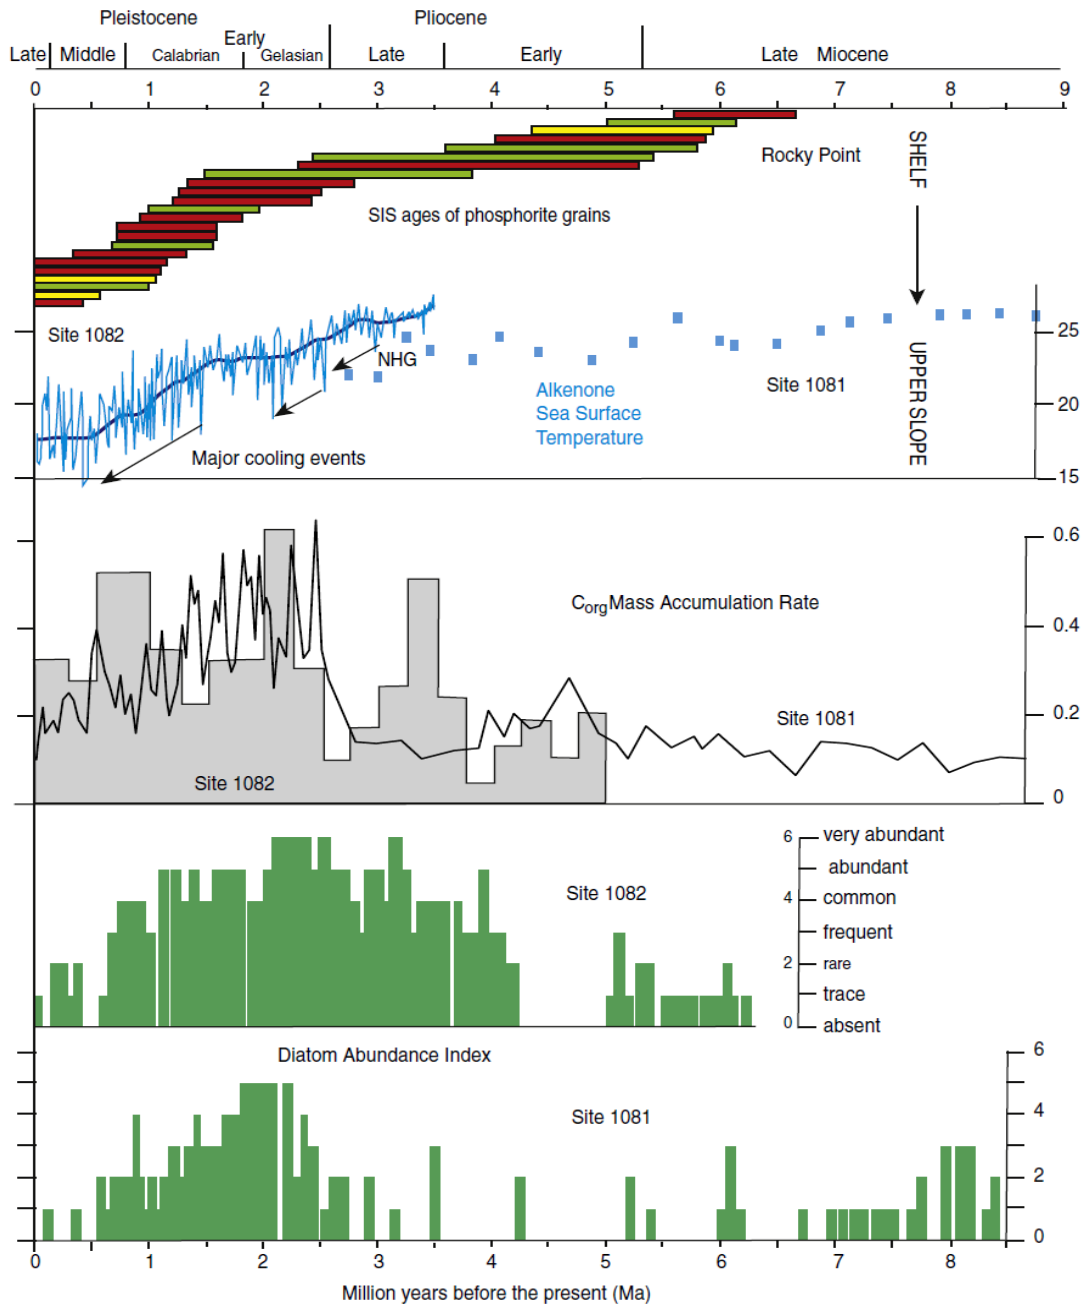 Pleistocene Pliocene
Early
Late Middle Calabrian Gelasian Late Early Late Miocene
0 1 2 3 4 5 6 7 8 9
Rocky Point
SHELF
SIS ages of phosphorite grains
Site 1082
25
NHG
UPPER SLOPE
Site 1081
Alkenone
Sea Surface
Temperature
20
Major cooling events
15
0.6
CorgMass Accumulation Rate
0.4
Site 1081
0.2
Site 1082
0
6 very abundant
abundant
Site 1082
4 common
frequent
2 rare
trace
0 absent
Diatom Abundance Index
6
Site 1081
4
2
0
0 1 2 3 4 5 6 7 8
Million years before the present (Ma)